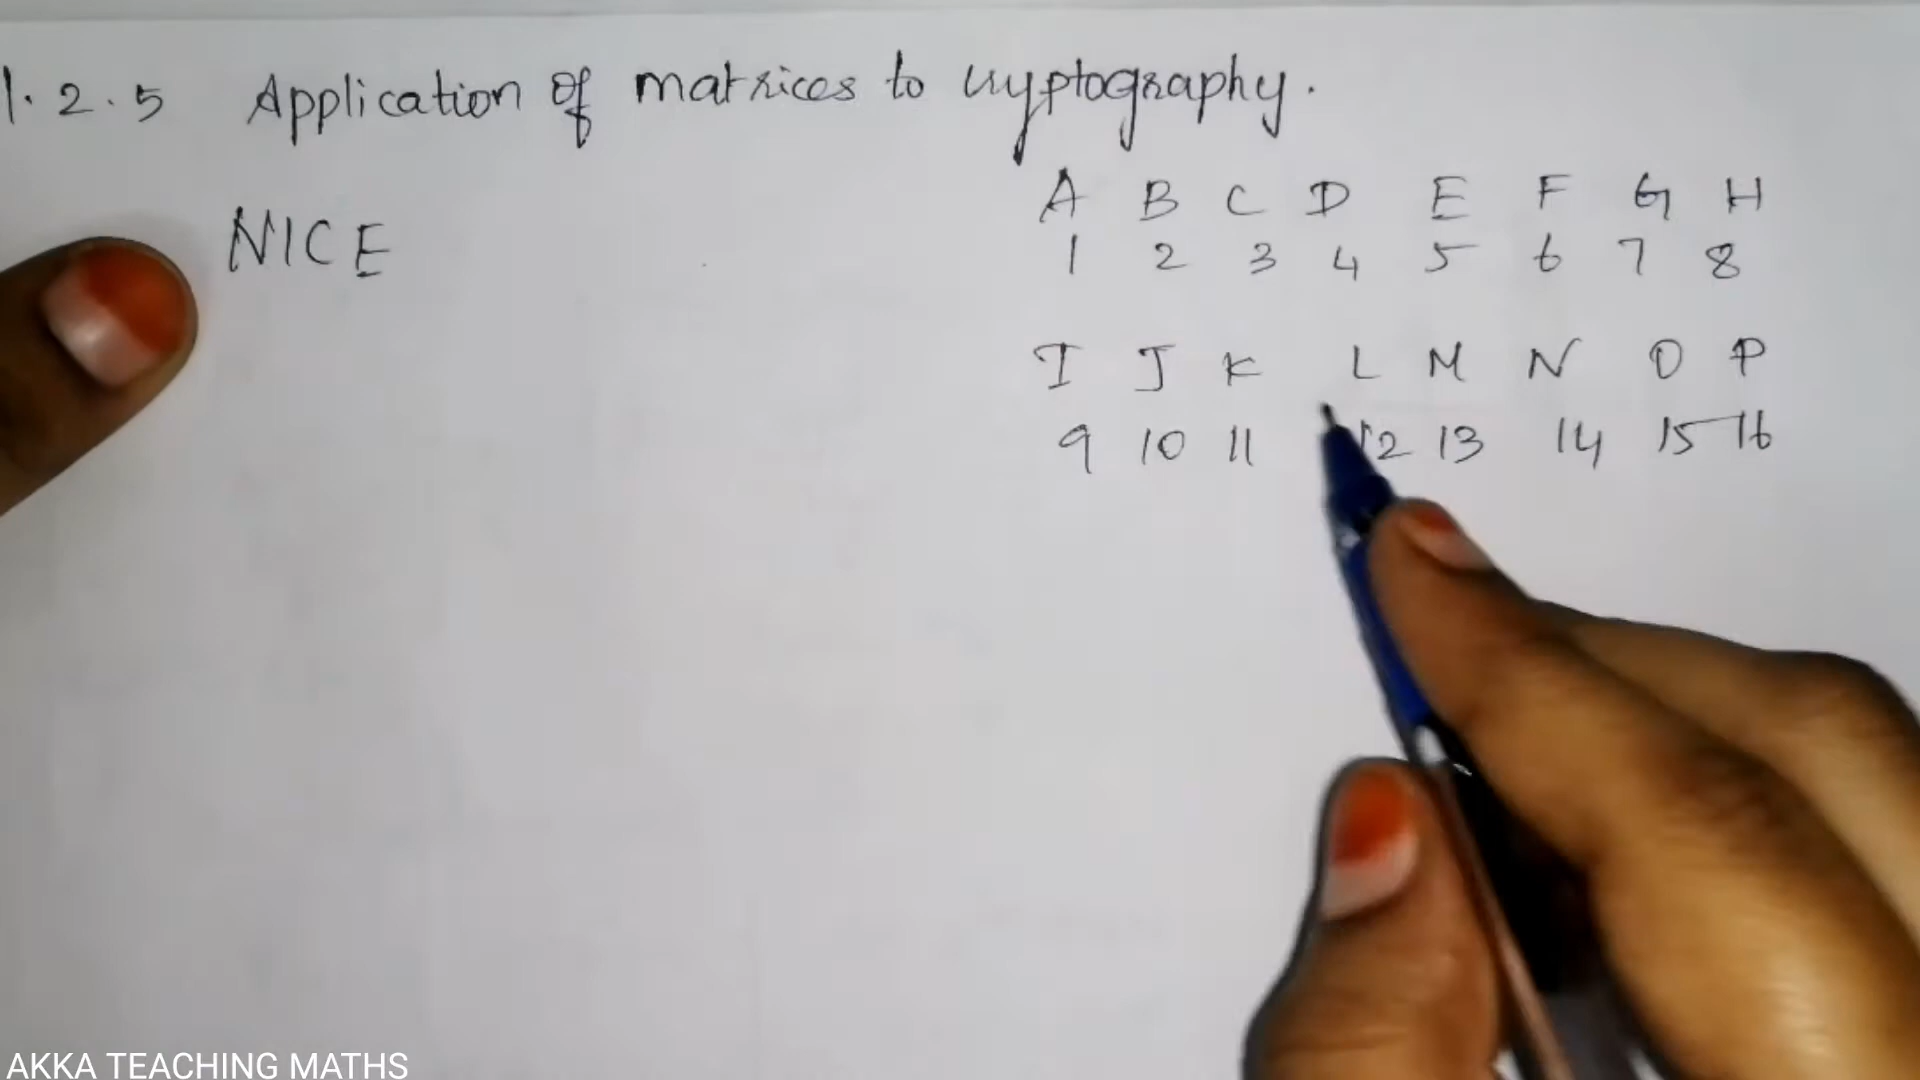 1.2.5 Application of matrices to cryptography.
NICE
A B C D E F G H
1 2 3 4 5 6 7 8
I J K L M N O P
9 10 11 12 13 14 15 16
AKKA TEACHING MATHS